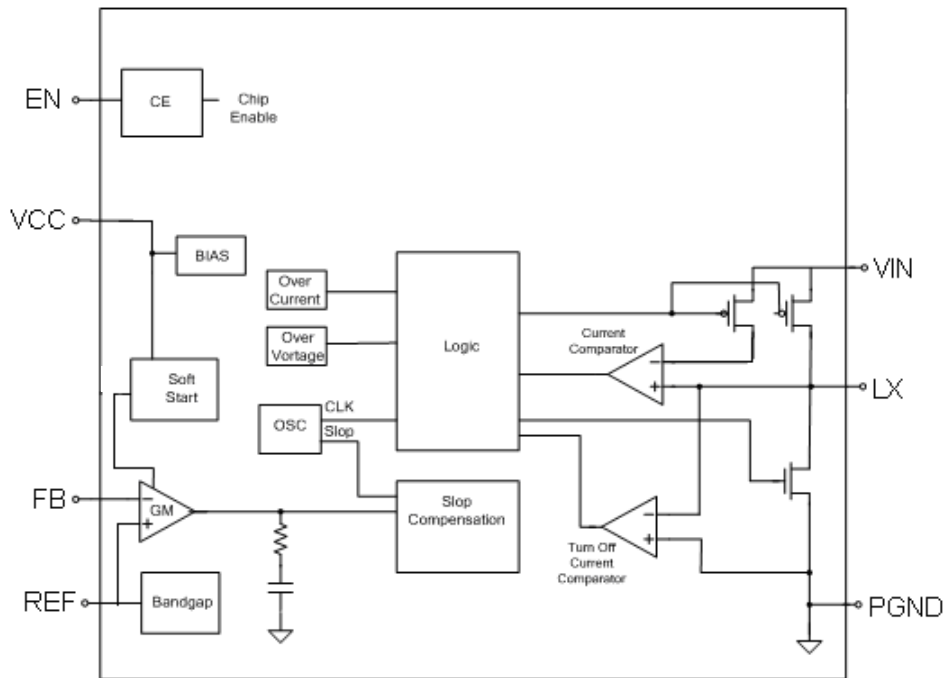 EN
CE
Chip
Enable
VCC
BIAS
Over
Current
VIN
Over
Vortage
Logic
Current
Comparator
Soft
Start
LX
OSC
CLK
Slop
FB
GM
Slop
Compensation
Turn Off
Current
Comparator
REF
Bandgap
PGND